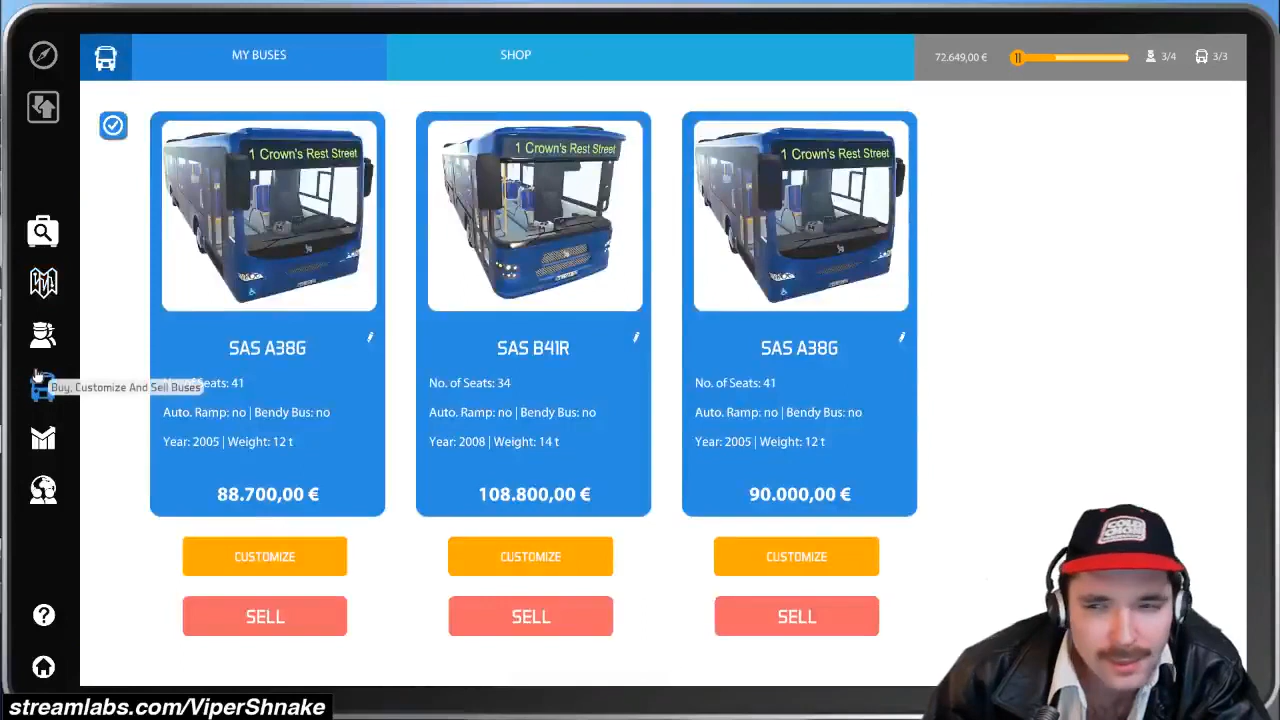 MY BUSES
SHOP
72.649,00 €
3/4
3/3
1 Crown's Rest Street
1 Crown's Rest Street
1 Crown's Rest Street
SAS A38G
SAS B41R
SAS A38G
Buy, Customize And Sell Buses
Seats: 41
No. of Seats: 34
No. of Seats: 41
Auto. Ramp: no | Bendy Bus: no
Auto. Ramp: no | Bendy Bus: no
Auto. Ramp: no | Bendy Bus: no
Year: 2005 | Weight: 12 t
Year: 2008 | Weight: 14 t
Year: 2005 | Weight: 12 t
88.700,00 €
108.800,00 €
90.000,00 €
CUSTOMIZE
CUSTOMIZE
CUSTOMIZE
SELL
SELL
SELL
streamlabs.com/ViperShnake